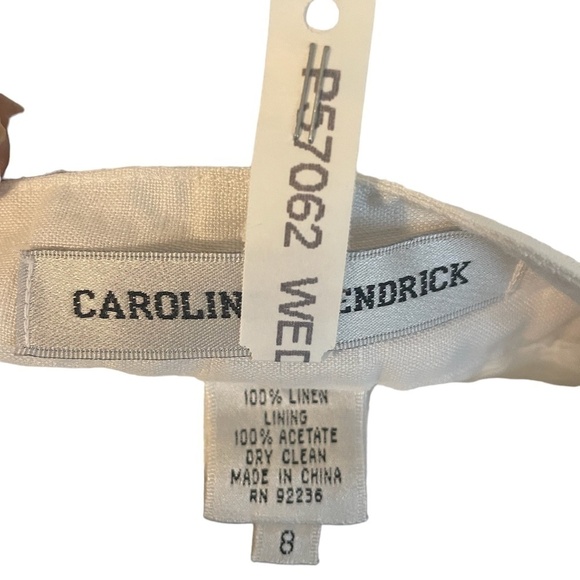 P57062 WED
CAROLIN ENDRICK
100% LINEN
LINING
100% ACETATE
DRY CLEAN
MADE IN CHINA
RN 92236
8